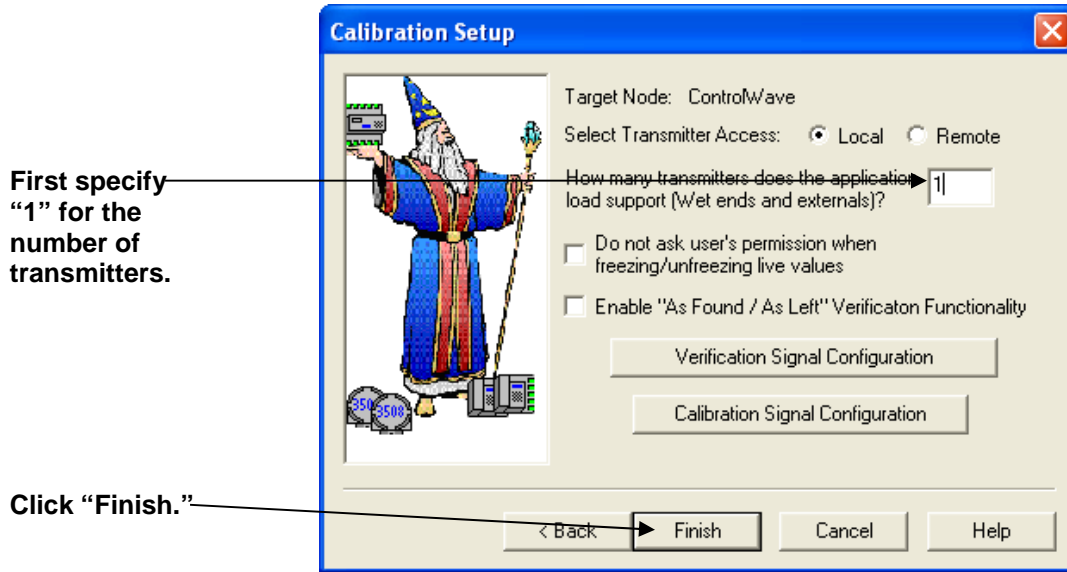 Calibration Setup
Target Node: ControlWave
Select Transmitter Access: Local Remote
First specify
“1” for the
number of
transmitters.
How many transmitters does the application
load support (Wet ends and externals)?
1
Do not ask user's permission when
freezing/unfreezing live values
Enable "As Found / As Left" Verificaton Functionality
Verification Signal Configuration
Calibration Signal Configuration
3508
Click “Finish.”
< Back
Finish
Cancel
Help